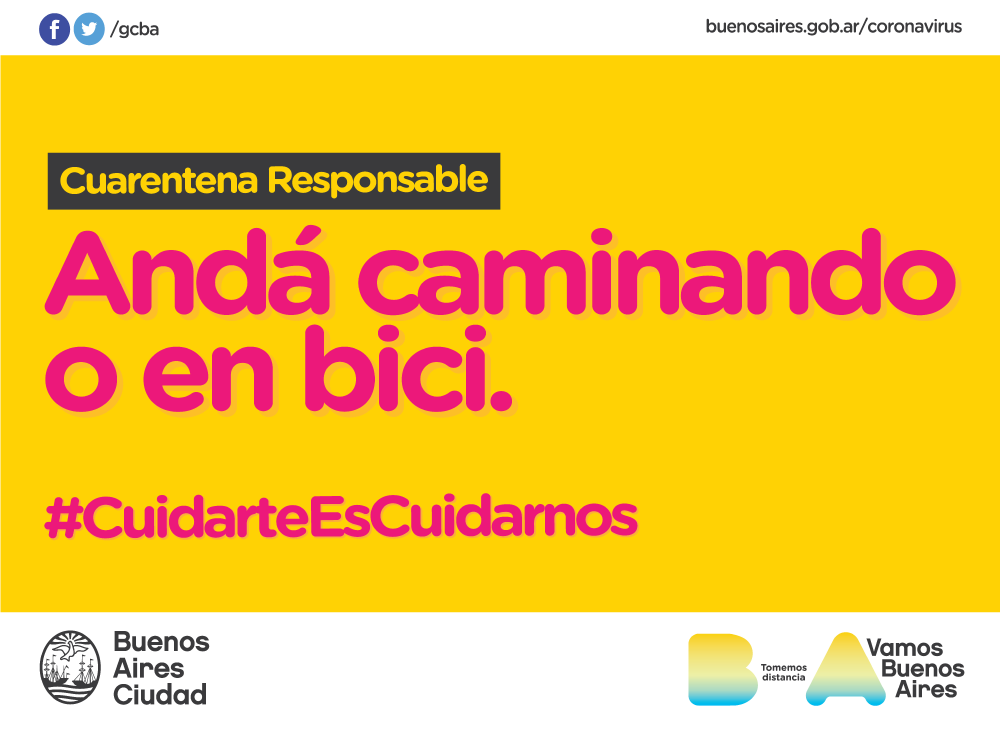 /gcba
buenosaires.gob.ar/coronavirus
Cuarentena Responsable
Andá caminando
o en bici.
#CuidarteEsCuidarnos
Buenos
Aires
Ciudad
B Tomemos distancia A
Vamos
Buenos
Aires